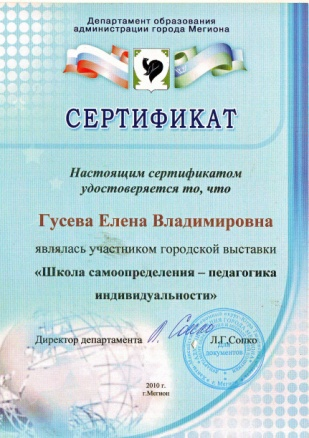 Департамент образования
администрации города Мегиона
СЕРТИФИКАТ
Настоящим сертификатом
удостоверяется то, что
Гусева Елена Владимировна
являлась участником городской выставки
«Школа самоопределения – педагогика
индивидуальности»
Директор департамента Л.Г.Сопко
для
документов
2010 г.
г.Мегион